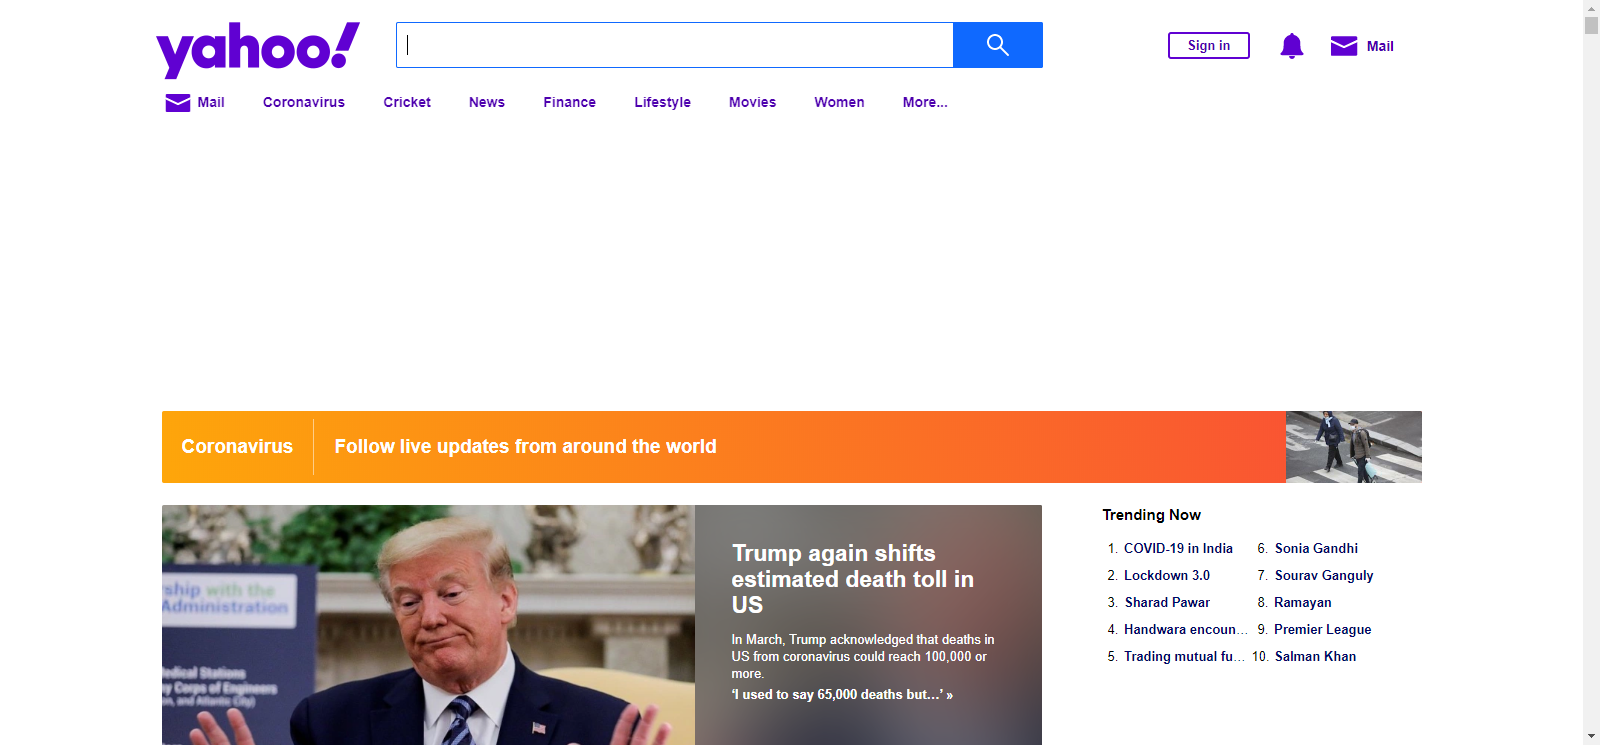 yahoo!
Sign in
Mail
Mail Coronavirus Cricket News Finance Lifestyle Movies Women More...
Coronavirus Follow live updates from around the world
rship with the
Administration
edical Stations
y Corps of Engineers
on, and Atlantic City)
Trump again shifts
estimated death toll in
US
In March, Trump acknowledged that deaths in
US from coronavirus could reach 100,000 or
more.
‘I used to say 65,000 deaths but…’ »
Trending Now
1. COVID-19 in India
2. Lockdown 3.0
3. Sharad Pawar
4. Handwara encoun…
5. Trading mutual fu…
6. Sonia Gandhi
7. Sourav Ganguly
8. Ramayan
9. Premier League
10. Salman Khan